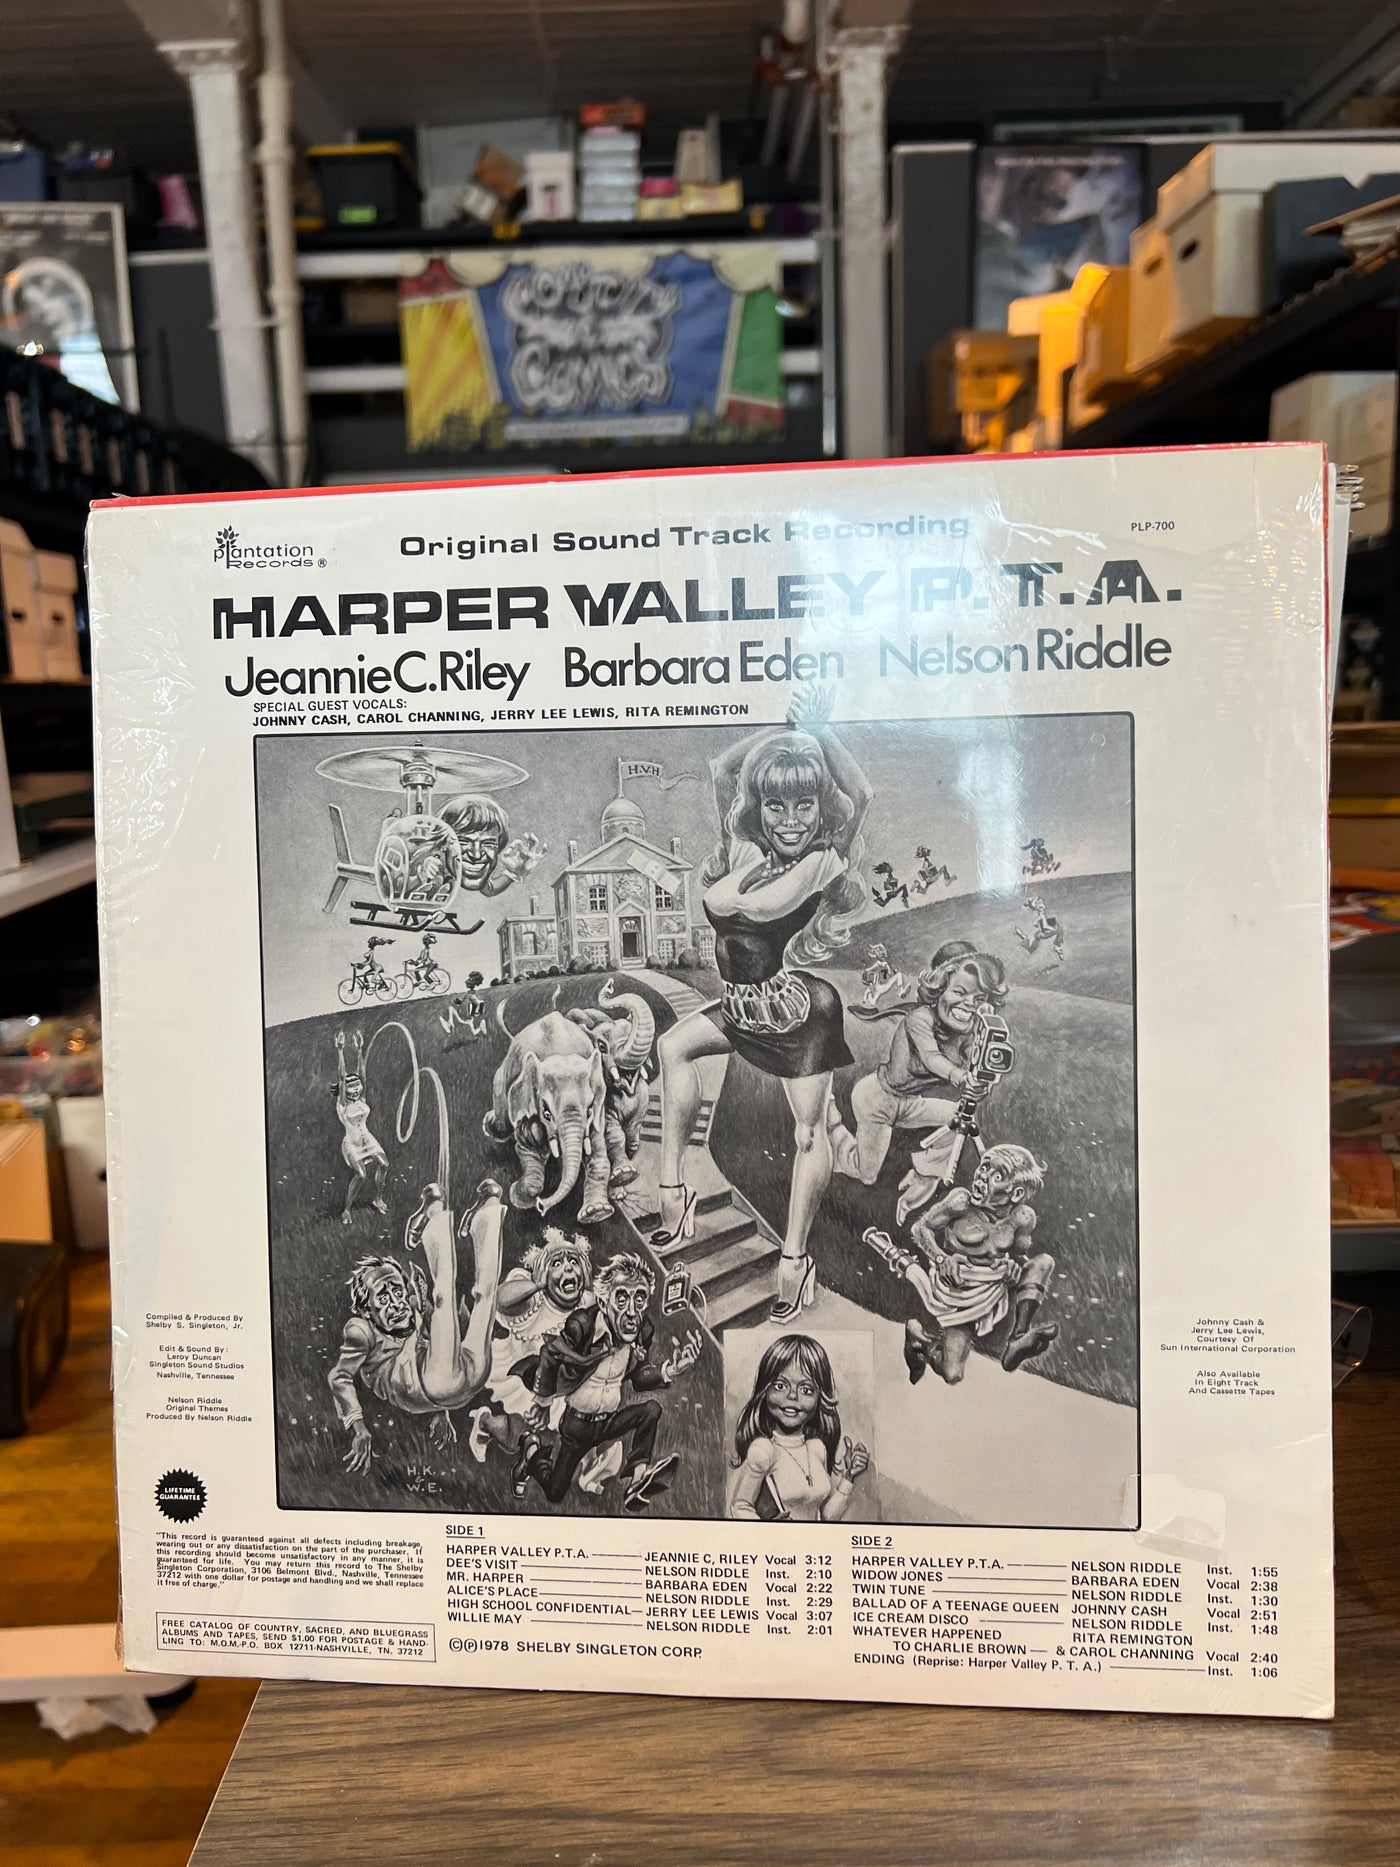 COMICS
plantation
Records ®
Original Sound Track Recording
PLP-700
HARPER VALLEY P.T.A.
Jeannie C. Riley Barbara Eden Nelson Riddle
SPECIAL GUEST VOCALS:
JOHNNY CASH, CAROL CHANNING, JERRY LEE LEWIS, RITA REMINGTON
H.V.H
H.K.
&
W.E.
Compiled & Produced By
Shelby S. Singleton, Jr.
Edit & Sound By:
Leroy Duncan
Singleton Sound Studios
Nashville, Tennessee
Nelson Riddle
Original Themes
Produced By Nelson Riddle
Johnny Cash &
Jerry Lee Lewis,
Courtesy Of
Sun International Corporation
Also Available
In Eight Track
And Cassette Tapes
LIFETIME
GUARANTEE
"This record is guaranteed against all defects including breakage,
wearing out or any dissatisfaction on the part of the purchaser. If
this recording should become unsatisfactory in any manner, it is
guaranteed for life. You may return this record to The Shelby
Singleton Corporation, 3106 Belmont Blvd., Nashville, Tennessee
37212 with one dollar for postage and handling and we shall replace
it free of charge."
FREE CATALOG OF COUNTRY, SACRED, AND BLUEGRASS
ALBUMS AND TAPES, SEND $1.00 FOR POSTAGE & HAND-
LING TO: M.O.M.-P.O. BOX 12711-NASHVILLE, TN. 37212
SIDE 1
HARPER VALLEY P.T.A. JEANNIE C, RILEY Vocal 3:12
DEE'S VISIT NELSON RIDDLE Inst. 2:10
MR. HARPER BARBARA EDEN Vocal 2:22
ALICE'S PLACE NELSON RIDDLE Inst. 2:29
HIGH SCHOOL CONFIDENTIAL JERRY LEE LEWIS Vocal 3:07
WILLIE MAY NELSON RIDDLE Inst. 2:01
©Ⓟ1978 SHELBY SINGLETON CORP.
SIDE 2
HARPER VALLEY P.T.A. NELSON RIDDLE Inst. 1:55
WIDOW JONES BARBARA EDEN Vocal 2:38
TWIN TUNE NELSON RIDDLE Inst. 1:30
BALLAD OF A TEENAGE QUEEN JOHNNY CASH Vocal 2:51
ICE CREAM DISCO NELSON RIDDLE Inst. 1:48
WHATEVER HAPPENED RITA REMINGTON
TO CHARLIE BROWN & CAROL CHANNING Vocal 2:40
ENDING (Reprise: Harper Valley P. T. A.) Inst. 1:06